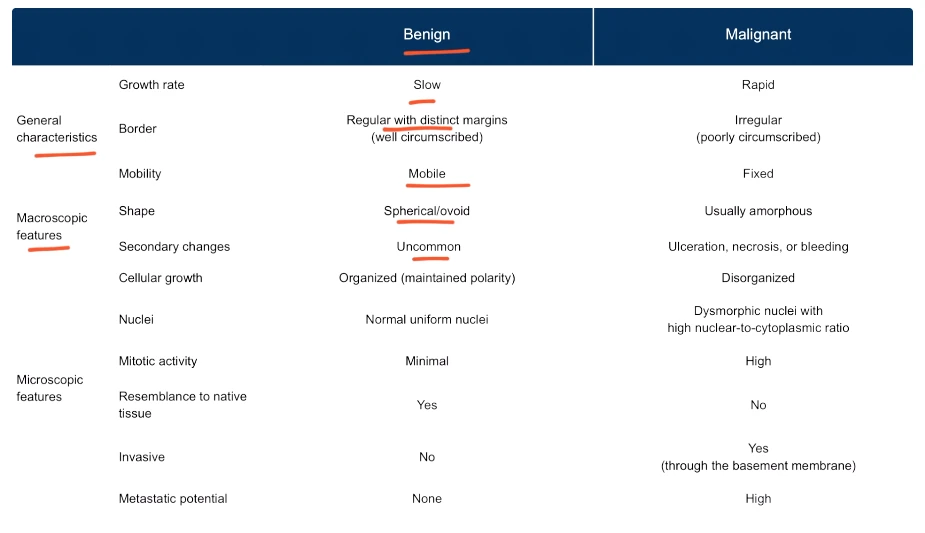 Benign Malignant
Growth rate Slow Rapid
General
characteristics
Border Regular with distinct margins
(well circumscribed) Irregular
(poorly circumscribed)
Mobility Mobile Fixed
Macroscopic
features
Shape Spherical/ovoid Usually amorphous
Secondary changes Uncommon Ulceration, necrosis, or bleeding
Cellular growth Organized (maintained polarity) Disorganized
Nuclei Normal uniform nuclei Dysmorphic nuclei with
high nuclear-to-cytoplasmic ratio
Mitotic activity Minimal High
Microscopic
features
Resemblance to native
tissue Yes No
Invasive No Yes
(through the basement membrane)
Metastatic potential None High